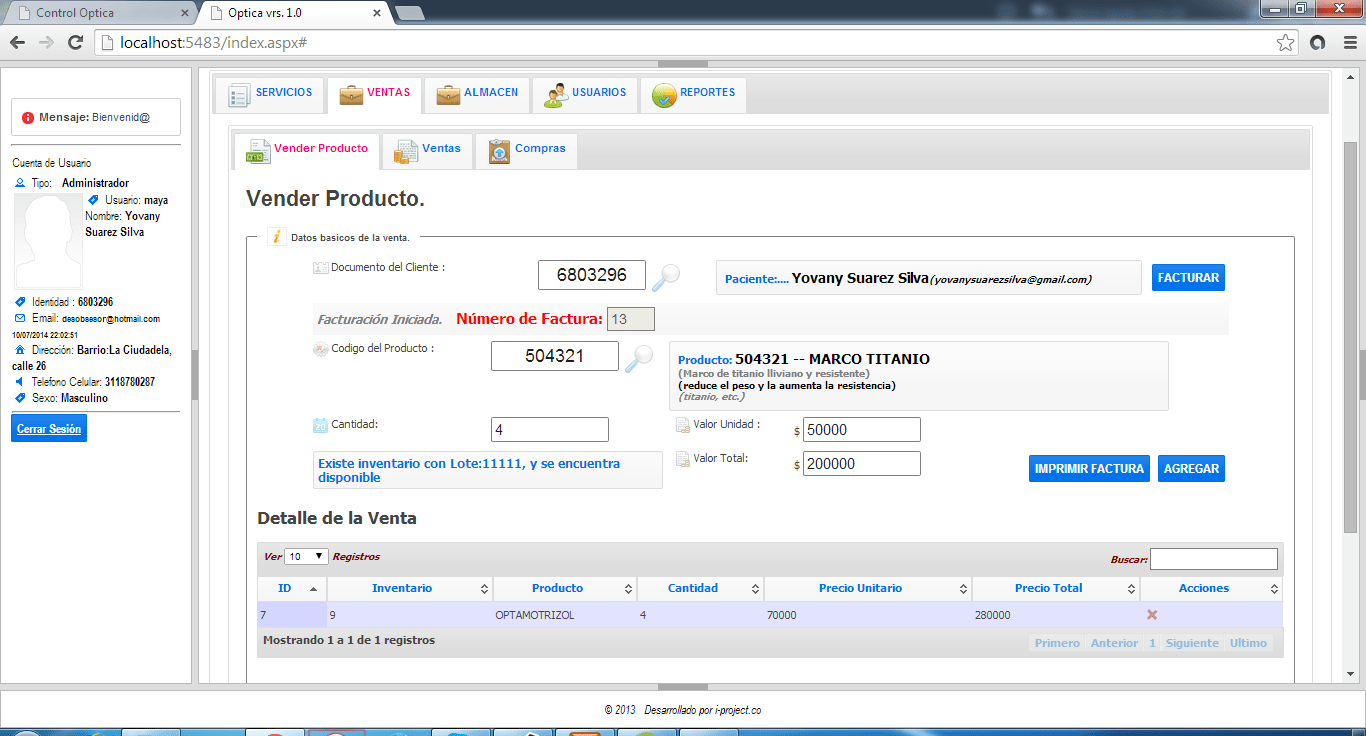 Control Optica
Optica vrs. 1.0
localhost:5483/index.aspx#
Mensaje: Bienvenid@
Cuenta de Usuario
Tipo: Administrador
Usuario: maya
Nombre: Yovany
Suarez Silva
Identidad : 6803296
Email: desobsesor@hotmail.com
10/07/2014 22:02:51
Dirección: Barrio:La Ciudadela,
calle 26
Telefono Celular: 3118780287
Sexo: Masculino
Cerrar Sesión
SERVICIOS
VENTAS
ALMACEN
USUARIOS
REPORTES
Vender Producto
Ventas
Compras
Vender Producto.
Datos basicos de la venta.
Documento del Cliente :
6803296
Paciente:.... Yovany Suarez Silva(yovanysuarezsilva@gmail.com)
FACTURAR
Facturación Iniciada. Número de Factura: 13
Codigo del Producto :
504321
Producto: 504321 -- MARCO TITANIO
(Marco de titanio lliviano y resistente)
(reduce el peso y la aumenta la resistencia)
(titanio, etc.)
Cantidad:
4
Valor Unidad :
$ 50000
Existe inventario con Lote:11111, y se encuentra
disponible
Valor Total:
$ 200000
IMPRIMIR FACTURA
AGREGAR
Detalle de la Venta
Ver 10 Registros
Buscar:
ID Inventario Producto Cantidad Precio Unitario Precio Total Acciones
7 9 OPTAMOTRIZOL 4 70000 280000
Mostrando 1 a 1 de 1 registros
Primero Anterior 1 Siguiente Ultimo
© 2013 Desarrollado por i-project.co